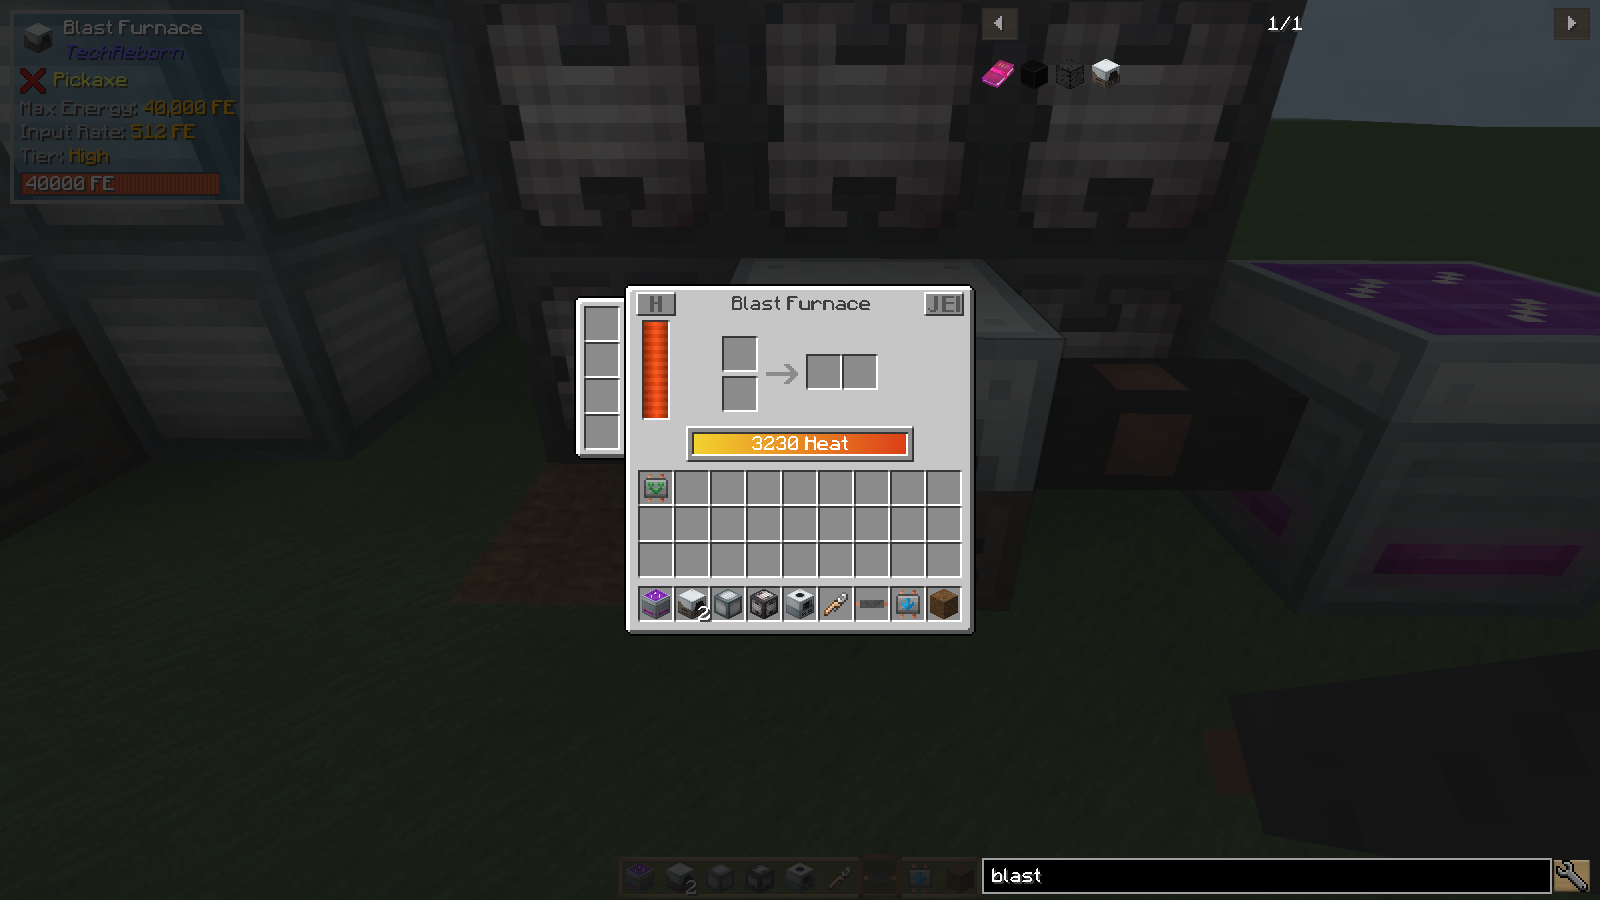 Blast Furnace
TechReborn
Pickaxe
Max Energy: 40,000 FE
Input Rate: 512 FE
Tier: High
40000 FE
1/1
H
Blast Furnace
JEI
3230 Heat
2
2
blast